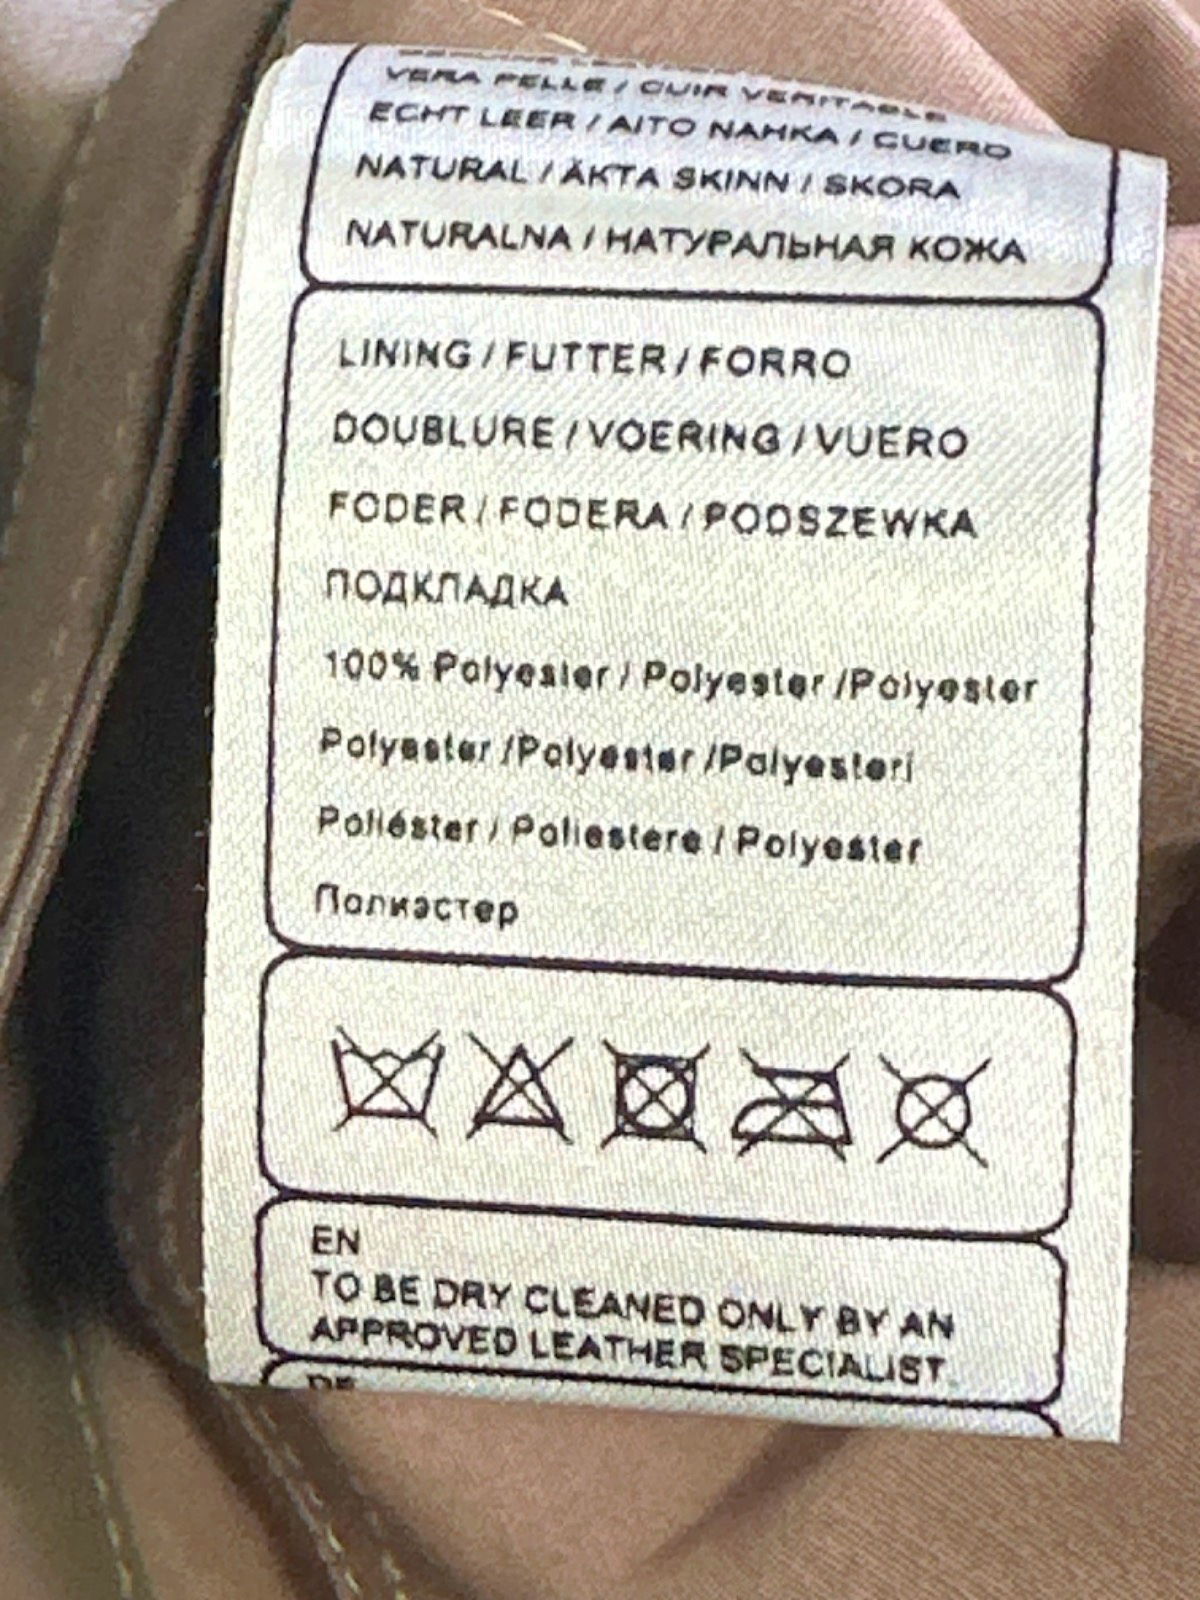 VERA PELLE / CUIR VERITABLE
ECHT LEER / AITO NAHKA / CUERO
NATURAL / ÄKTA SKINN / SKORA
NATURALNA / НАТУРАЛЬНАЯ КОЖА
LINING / FUTTER / FORRO
DOUBLURE / VOERING / VUERO
FODER / FODERA / PODSZEWKA
ПОДКЛАДКА
100% Polyester / Polyester /Polyester
Polyester /Polyester /Polyesteri
Poliéster / Poliestere / Polyester
Полиэстер
EN
TO BE DRY CLEANED ONLY BY AN
APPROVED LEATHER SPECIALIST.
DE